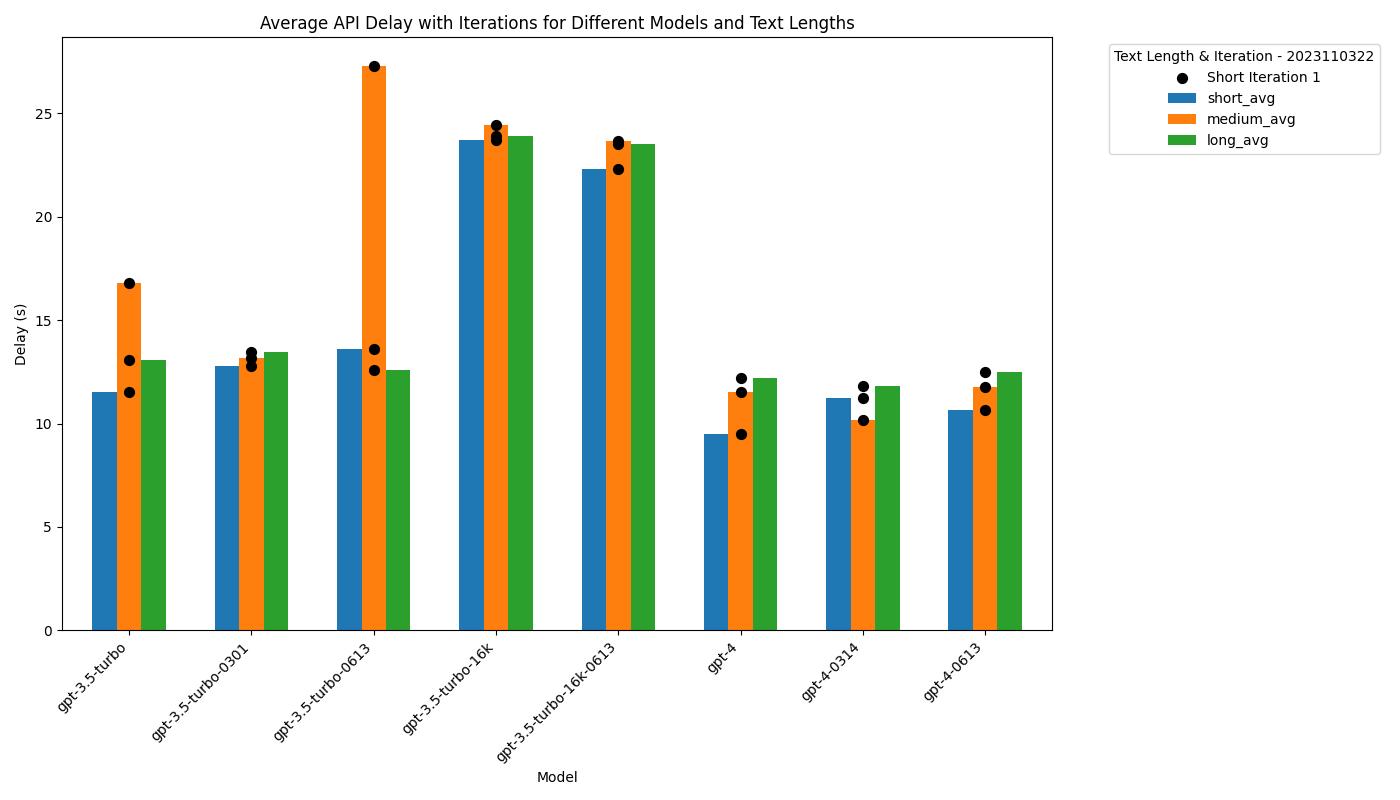 Average API Delay with Iterations for Different Models and Text Lengths
Text Length & Iteration - 2023110322
Short Iteration 1
short_avg
medium_avg
long_avg
Delay (s)
25
20
15
10
5
0
gpt-3.5-turbo
gpt-3.5-turbo-0301
gpt-3.5-turbo-0613
gpt-3.5-turbo-16k
gpt-3.5-turbo-16k-0613
gpt-4
gpt-4-0314
gpt-4-0613
Model